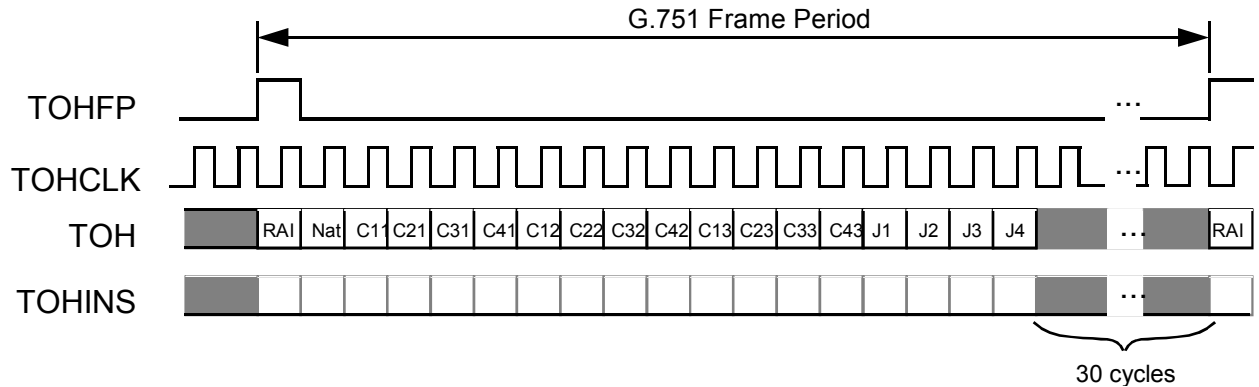 G.751 Frame Period
TOHFP ...
TOHCLK ...
TOH RAI Nat C11 C21 C31 C41 C12 C22 C32 C42 C13 C23 C33 C43 J1 J2 J3 J4 ... RAI
TOHINS ...
30 cycles